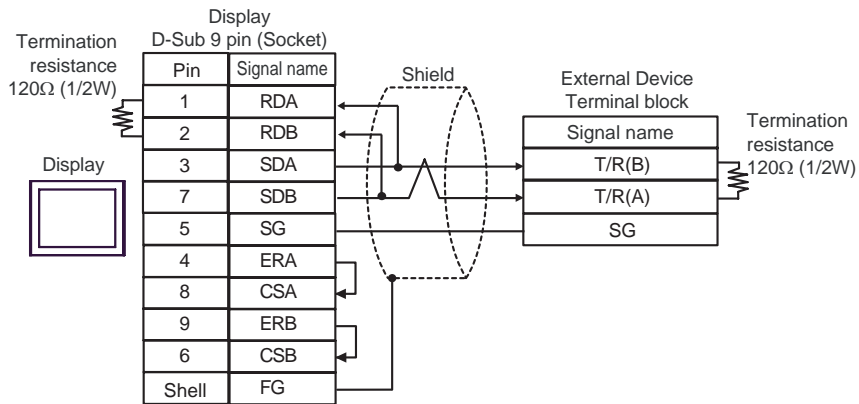 Display
D-Sub 9 pin (Socket)
Termination
resistance
120Ω (1/2W)
Pin Signal name
1 RDA
2 RDB
3 SDA
7 SDB
5 SG
4 ERA
8 CSA
9 ERB
6 CSB
Shell FG
Display
Shield
External Device
Terminal block
Signal name
T/R(B)
T/R(A)
SG
Termination
resistance
120Ω (1/2W)